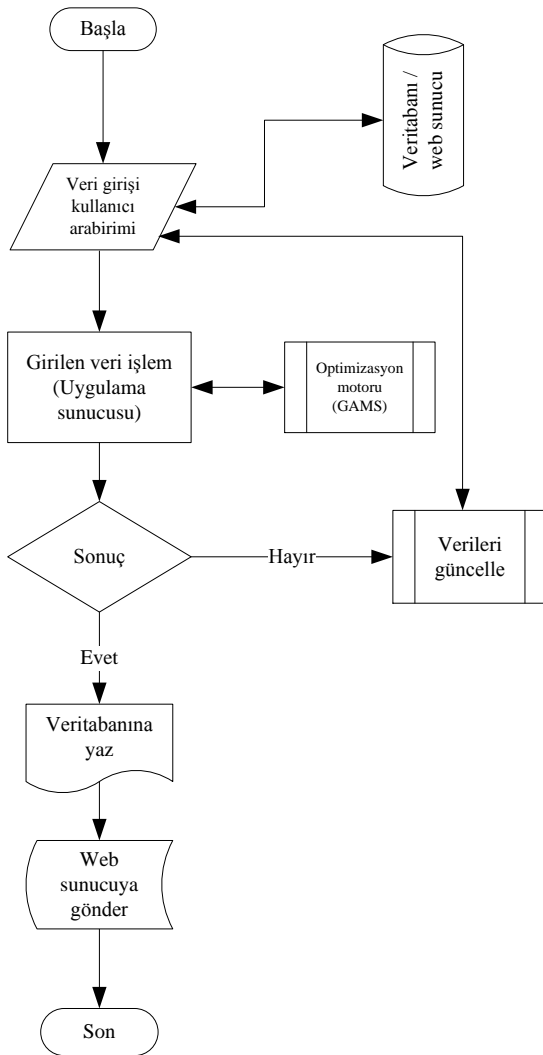 Başla
Veritabanı /
web sunucu
Veri girişi
kullanıcı
arabirimi
Girilen veri işlem
(Uygulama
sunucusu)
Optimizasyon
motoru
(GAMS)
Sonuç
Hayır
Verileri
güncelle
Evet
Veritabanına
yaz
Web
sunucuya
gönder
Son